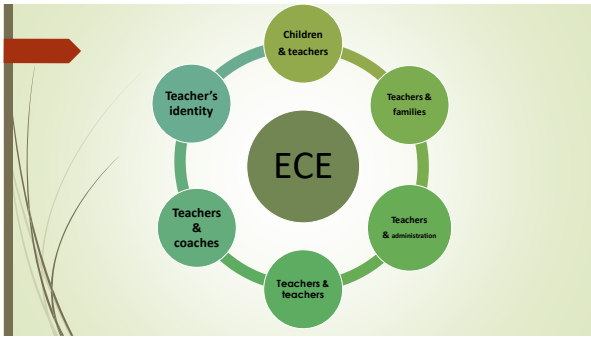 Children
& teachers
Teachers &
families
Teachers
& administration
Teachers &
teachers
Teachers
&
coaches
Teacher's
identity
ECE